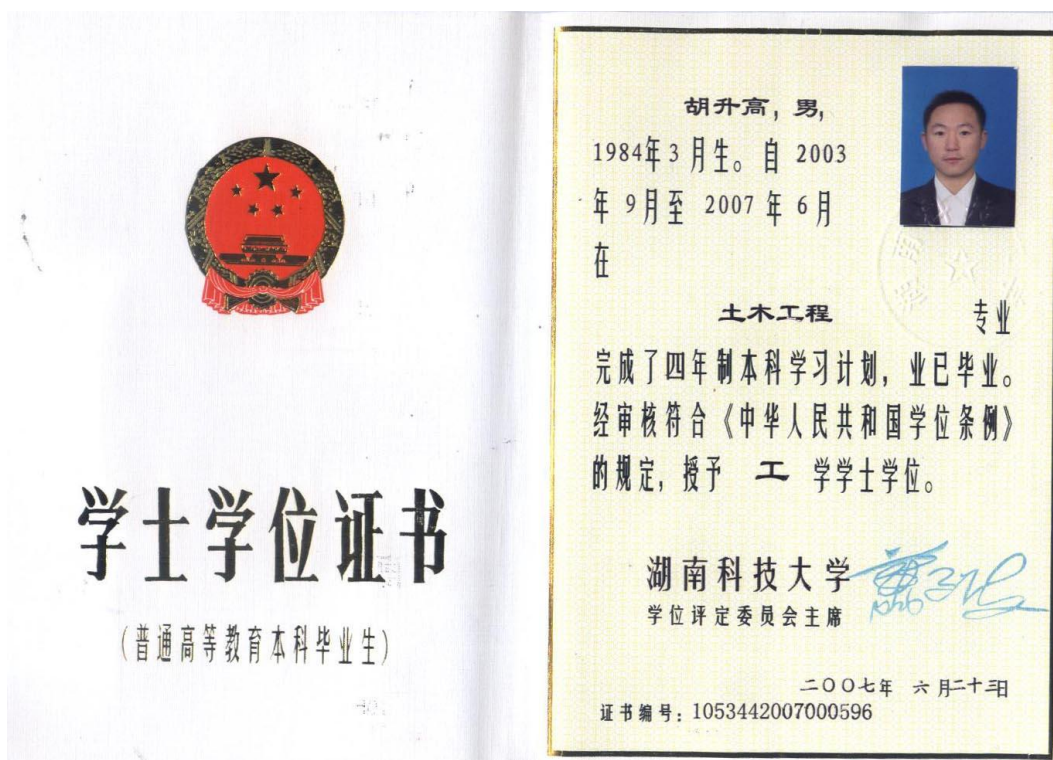 学士学位证书
（普通高等教育本科毕业生）
胡升高，男，
1984年3月生。自 2003
年 9月至 2007 年 6月
在
土木工程 专业
完成了四年制本科学习计划，业已毕业。
经审核符合《中华人民共和国学位条例》
的规定，授予 工 学学士学位。
湖南科技大学
学位评定委员会主席
二〇〇七年 六月二十三日
证书编号：1053442007000596